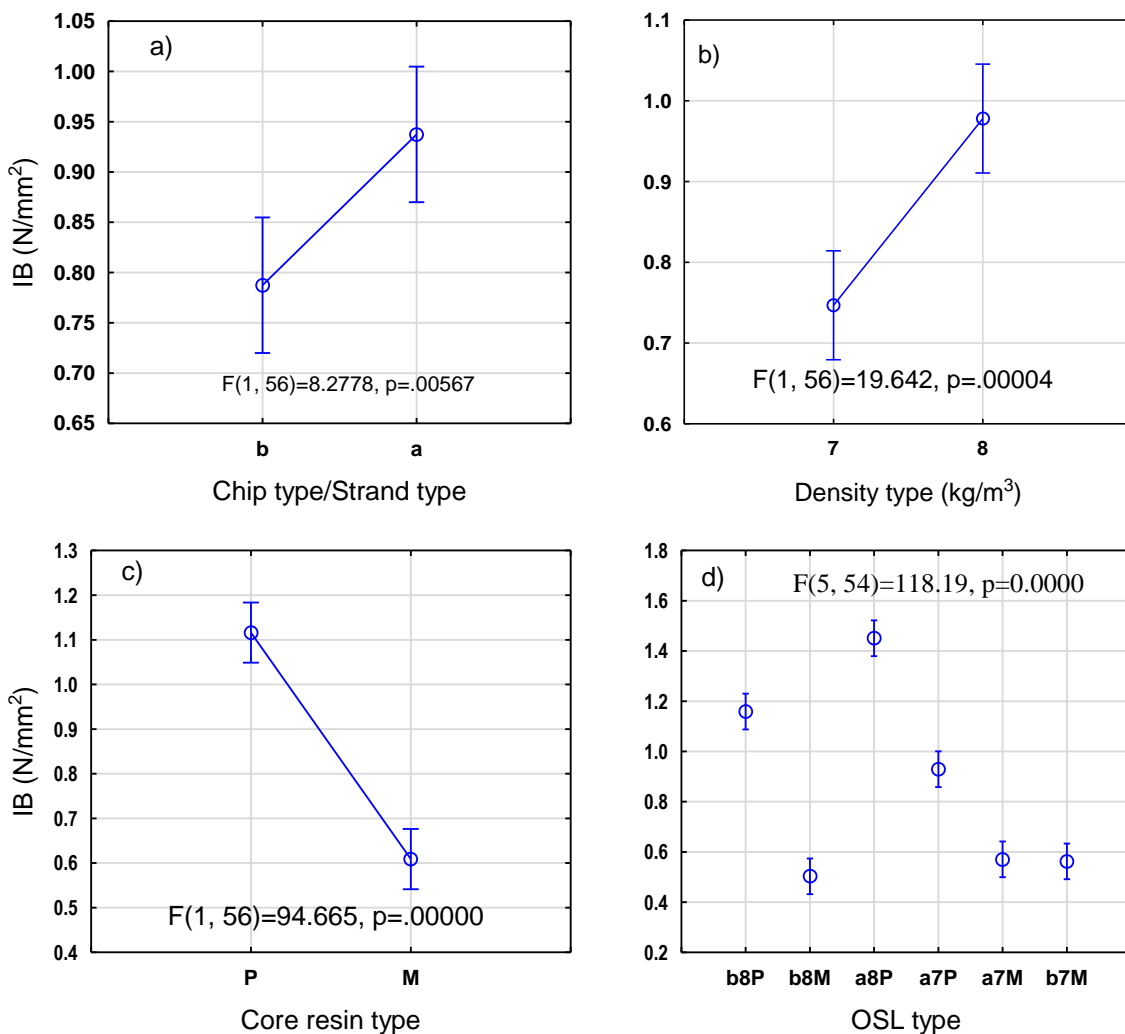 a)
IB (N/mm²)
1.05
1.00
0.95
0.90
0.85
0.80
0.75
0.70
0.65
F(1, 56)=8.2778, p=.00567
b a
Chip type/Strand type
b)
1.1
1.0
0.9
0.8
0.7
0.6
F(1, 56)=19.642, p=.00004
7 8
Density type (kg/m³)
c)
IB (N/mm²)
1.3
1.2
1.1
1.0
0.9
0.8
0.7
0.6
0.5
0.4
F(1, 56)=94.665, p=.00000
P M
Core resin type
d)
F(5, 54)=118.19, p=0.0000
1.8
1.6
1.4
1.2
1.0
0.8
0.6
0.4
0.2
b8P b8M a8P a7P a7M b7M
OSL type